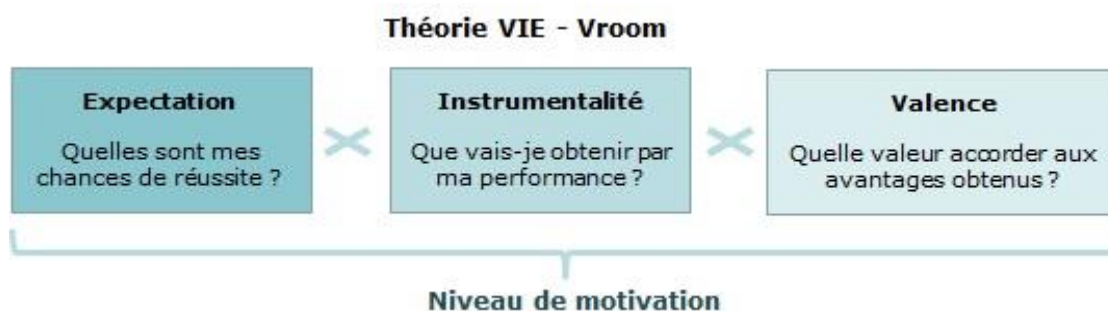 Théorie VIE - Vroom
Expectation
Quelles sont mes
chances de réussite ?
Instrumentalité
Que vais-je obtenir par
ma performance ?
Valence
Quelle valeur accorder aux
avantages obtenus ?
Niveau de motivation